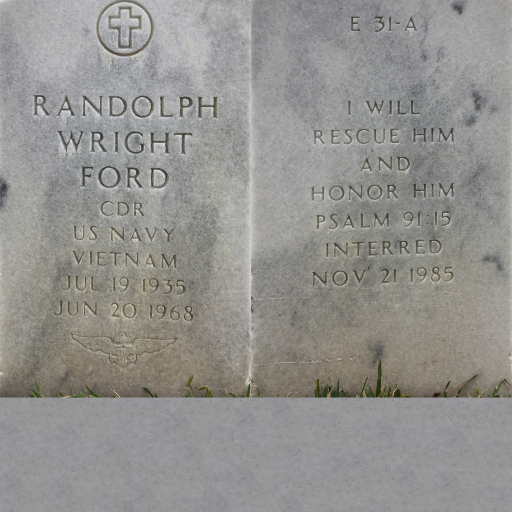 RANDOLPH
WRIGHT
FORD
CDR
US NAVY
VIETNAM
JUL 19 1935
JUN 20 1968
E 31-A
I WILL
RESCUE HIM
AND
HONOR HIM
PSALM 91:15
INTERRED
NOV 21 1985